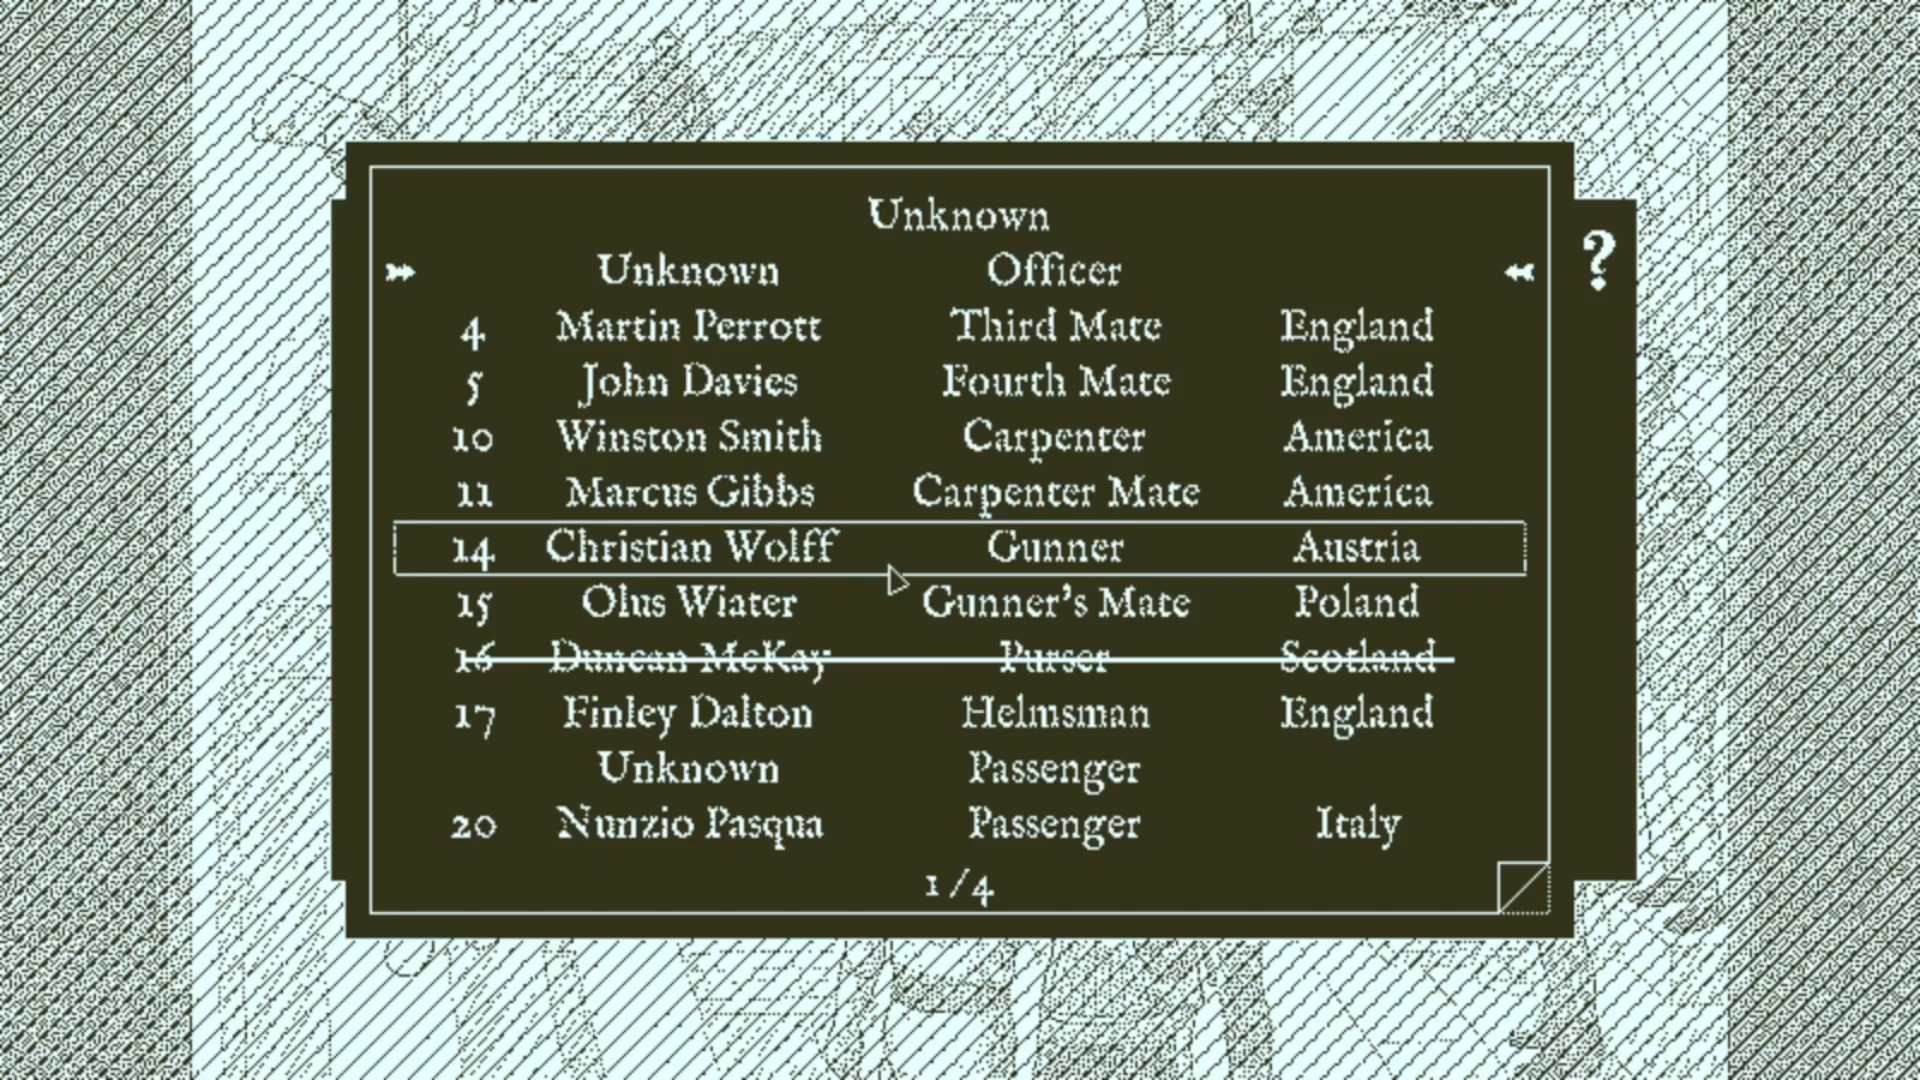 Unknown
Unknown Officer
?
4 Martin Perrott Third Mate England
5 John Davies Fourth Mate England
10 Winston Smith Carpenter America
11 Marcus Gibbs Carpenter Mate America
14 Christian Wolff Gunner Austria
15 Olus Wiater Gunner's Mate Poland
16 Duncan McKay Purser Scotland
17 Finley Dalton Helmsman England
Unknown Passenger
20 Nunzio Pasqua Passenger Italy
1/4